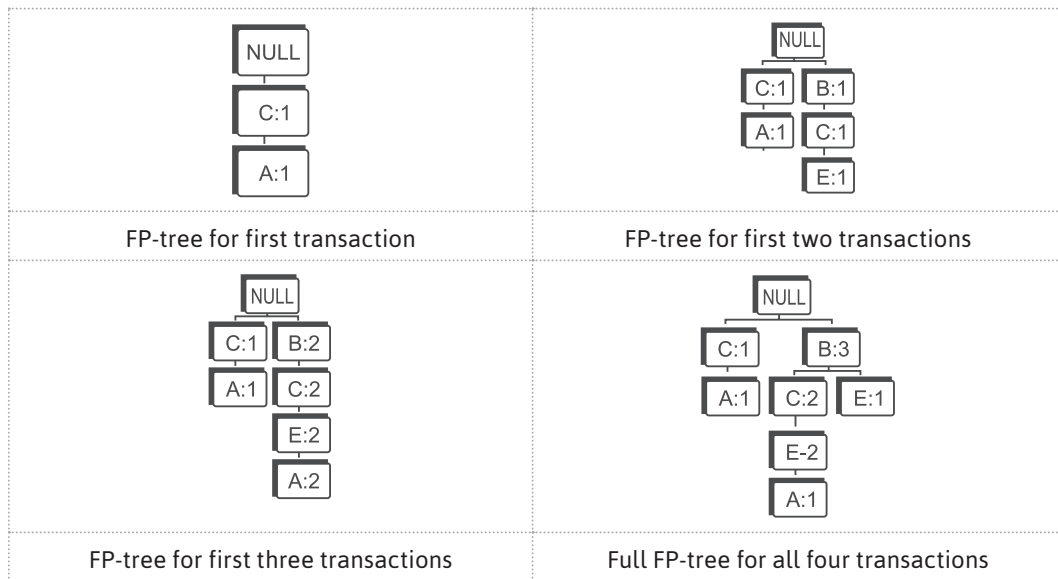 NULL
C:1
A:1
FP-tree for first transaction
NULL
C:1 B:1
A:1 C:1
E:1
FP-tree for first two transactions
NULL
C:1 B:2
A:1 C:2
E:2
A:2
FP-tree for first three transactions
NULL
C:1 B:3
A:1 C:2 E:1
E-2
A:1
Full FP-tree for all four transactions